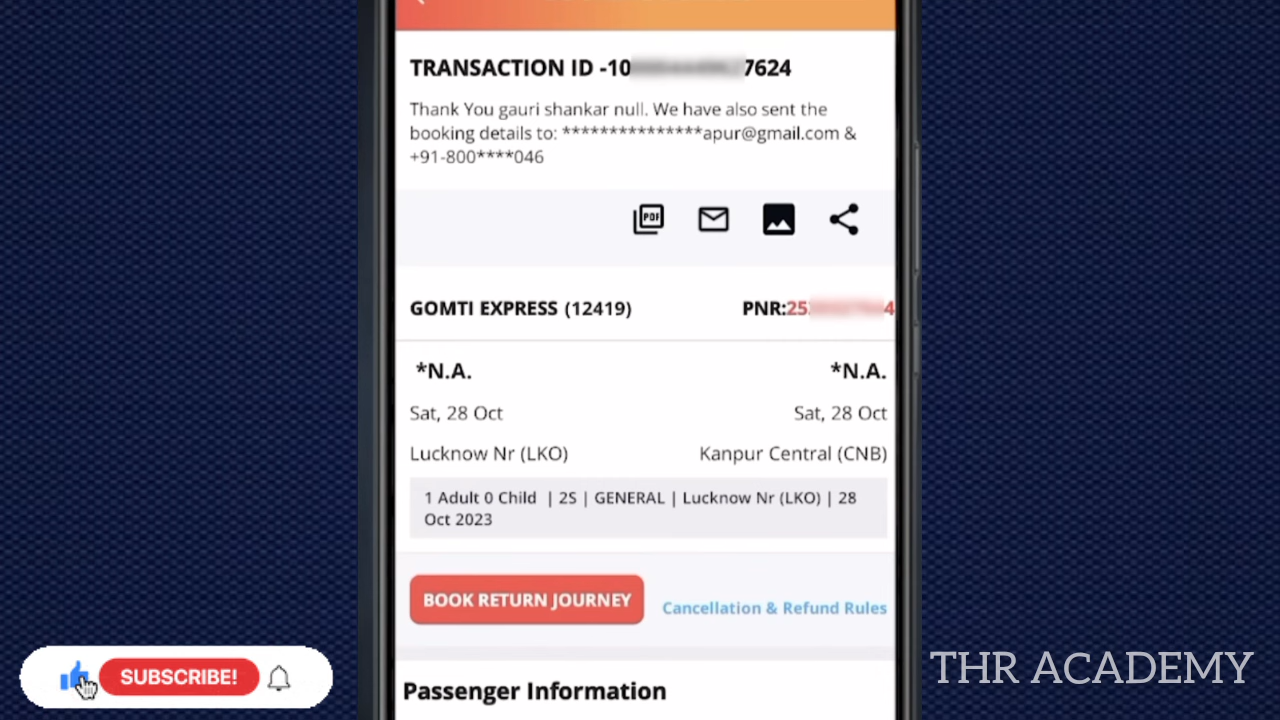 TRANSACTION ID -10 7624
Thank You gauri shankar null. We have also sent the
booking details to: ***************apur@gmail.com &
+91-800****046
PDF
GOMTI EXPRESS (12419) PNR:25 4
*N.A. *N.A.
Sat, 28 Oct Sat, 28 Oct
Lucknow Nr (LKO) Kanpur Central (CNB)
1 Adult 0 Child | 2S | GENERAL | Lucknow Nr (LKO) | 28
Oct 2023
BOOK RETURN JOURNEY Cancellation & Refund Rules
Passenger Information
SUBSCRIBE!
THR ACADEMY